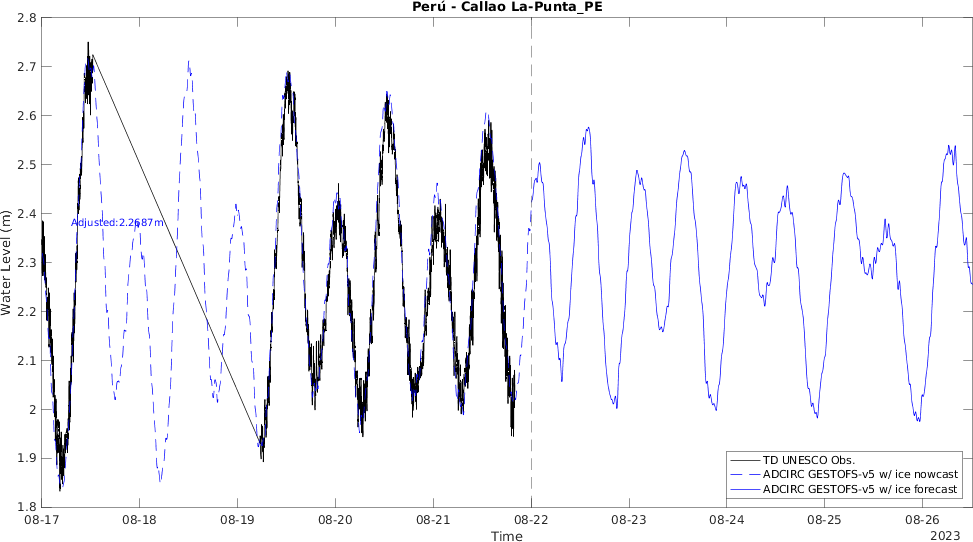 Perú - Callao La-Punta_PE
Water Level (m)
2.8
2.7
2.6
2.5
2.4
2.3
2.2
2.1
2
1.9
1.8
Adjusted:2.2687m
TD UNESCO Obs.
ADCIRC GESTOFS-v5 w/ ice nowcast
ADCIRC GESTOFS-v5 w/ ice forecast
08-17 08-18 08-19 08-20 08-21 08-22 08-23 08-24 08-25 08-26
Time
2023